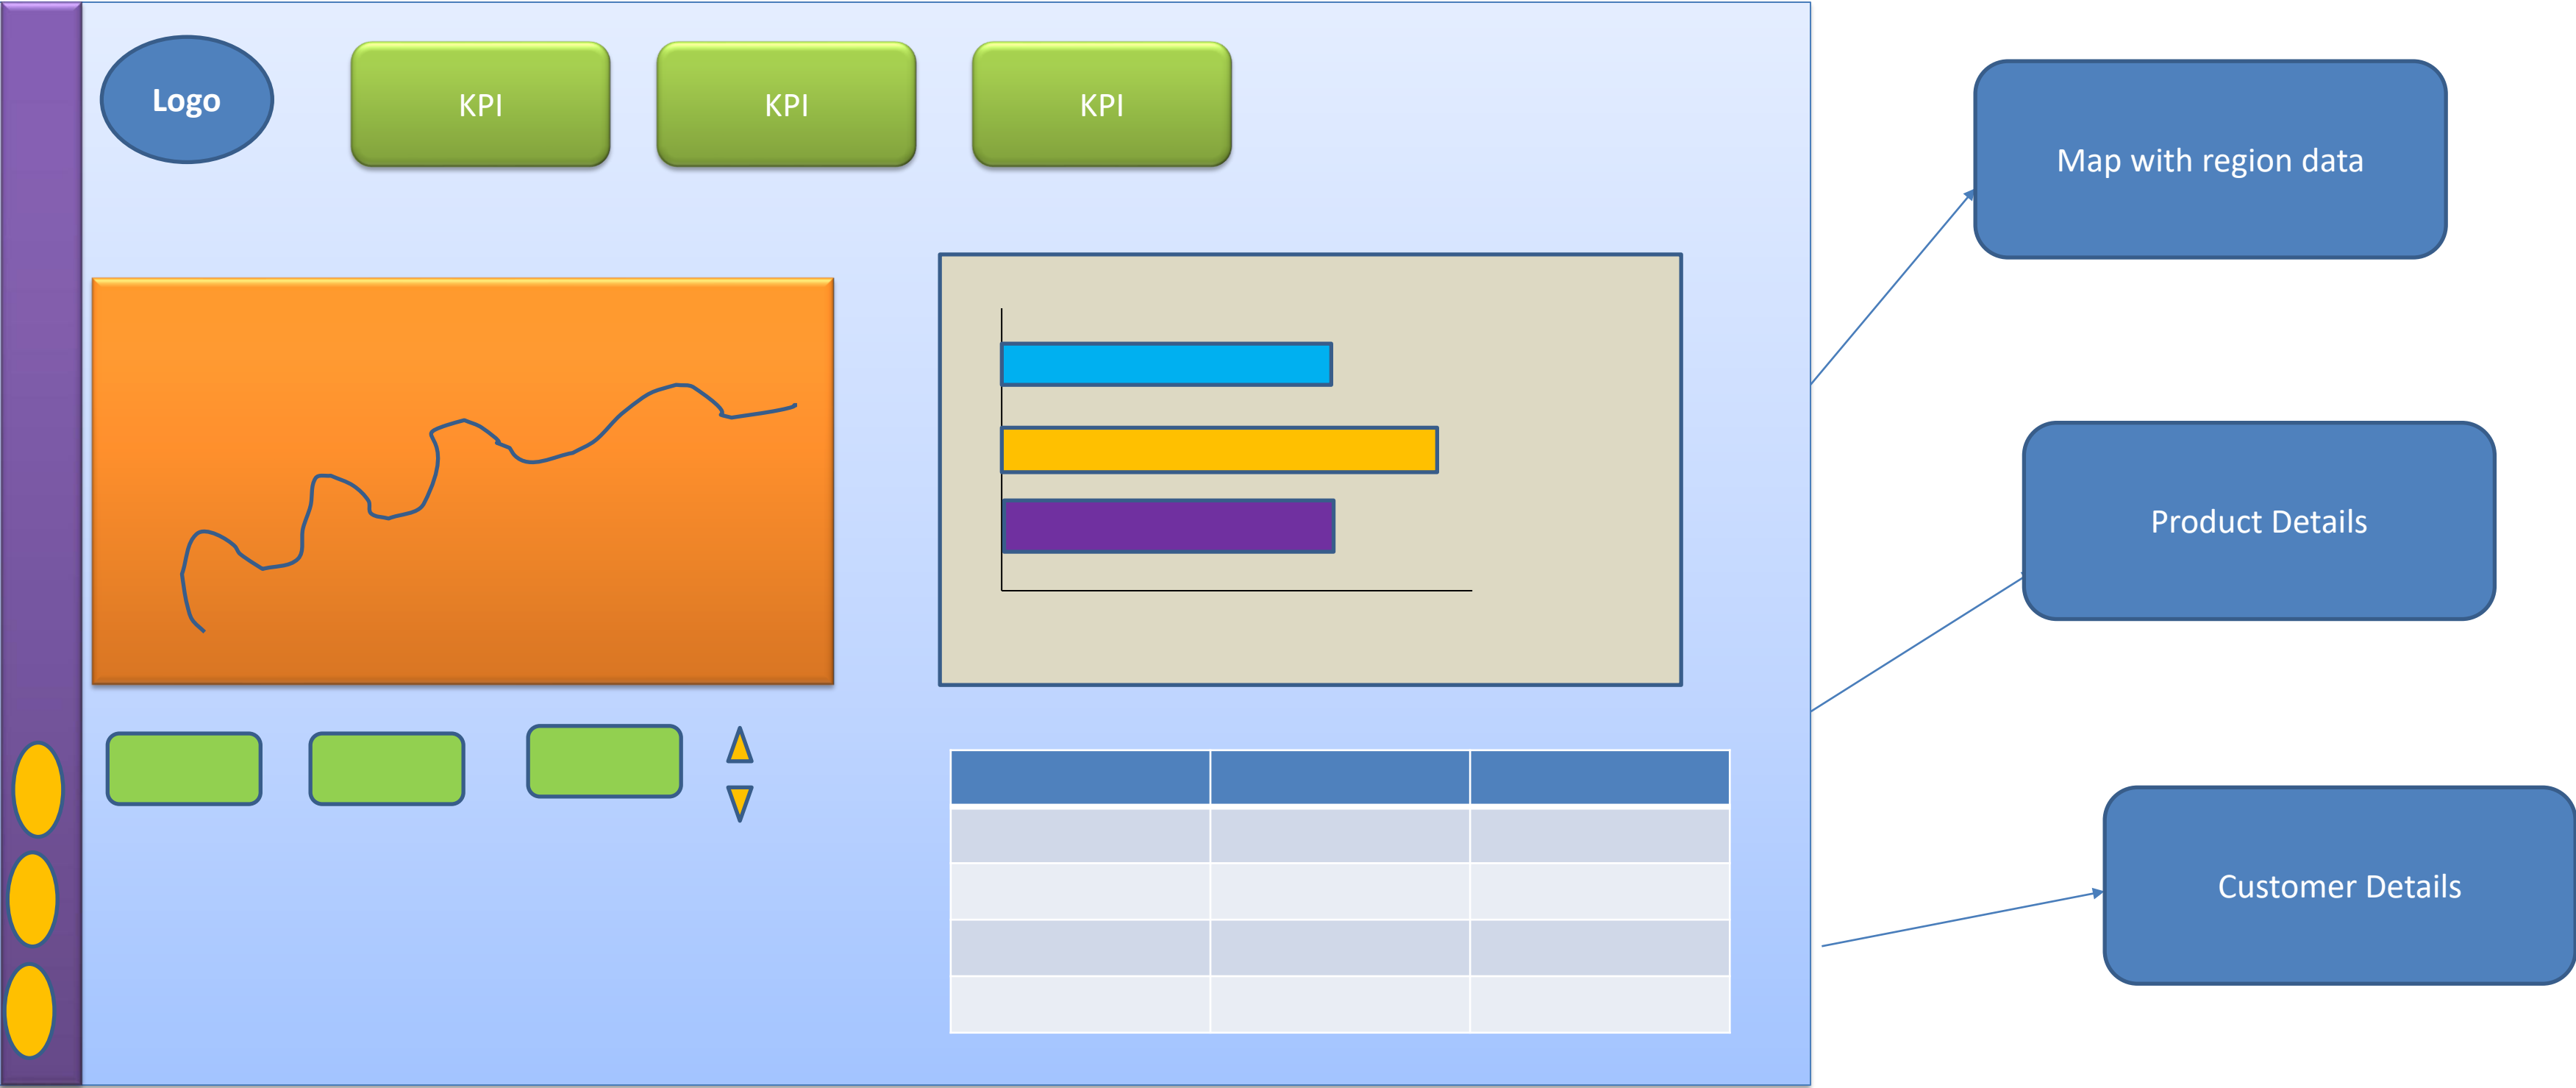 Logo
KPI
KPI
KPI
Map with region data
Product Details
Customer Details